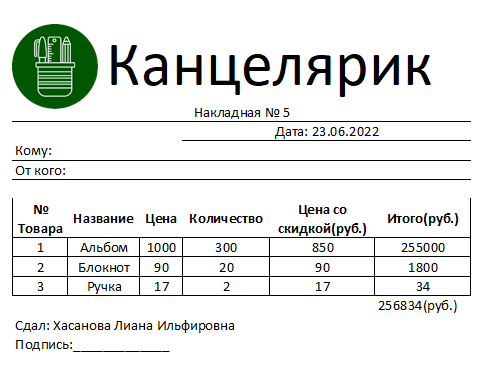 Канцелярик
Накладная № 5
Дата: 23.06.2022
Кому:
От кого:
№ Товара Название Цена Количество Цена со скидкой(руб.) Итого(руб.)
1 Альбом 1000 300 850 255000
2 Блокнот 90 20 90 1800
3 Ручка 17 2 17 34
256834(руб.)
Сдал: Хасанова Лиана Ильфировна
Подпись:_____________